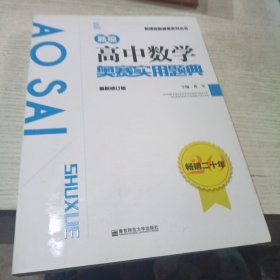 新编
高中数学
奥赛实用题典
最新修订版
AO SAI
SHUXUE
畅销二十年
南京师范大学出版社